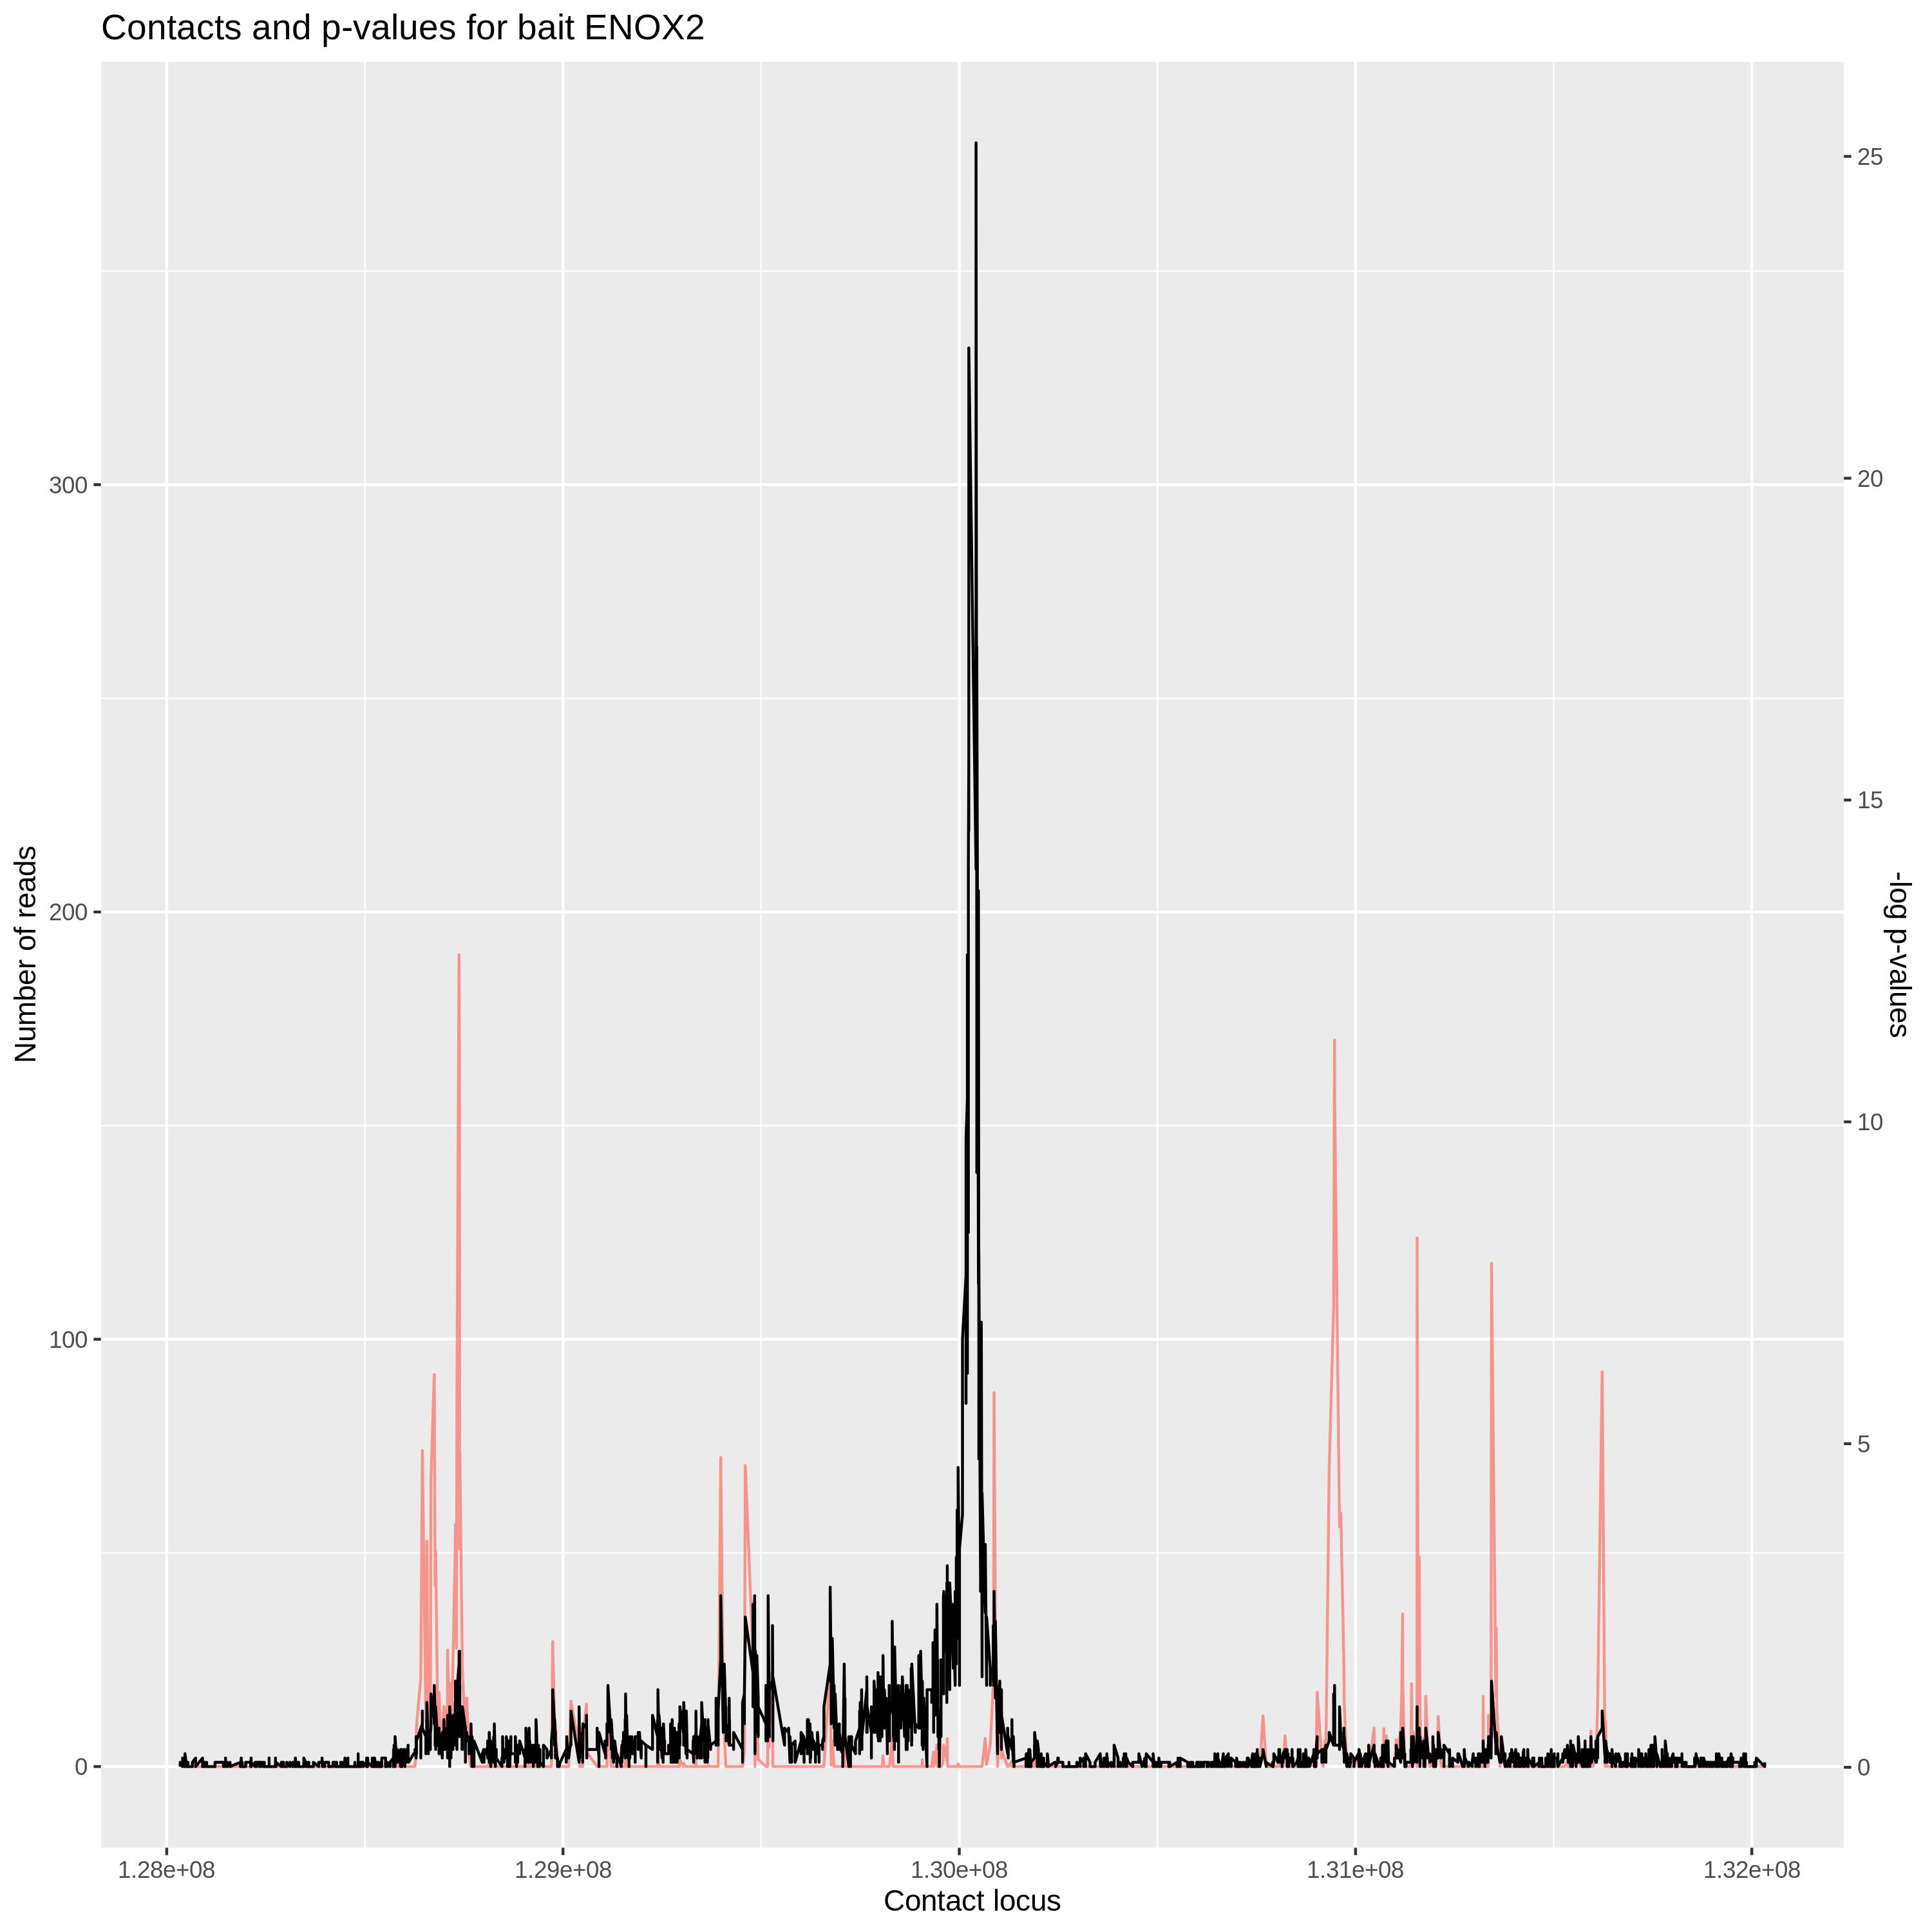 Contacts and p-values for bait ENOX2
Number of reads
300
200
100
0
25
20
15
10
5
0
-log p-values
1.28e+08 1.29e+08 1.30e+08 1.31e+08 1.32e+08
Contact locus